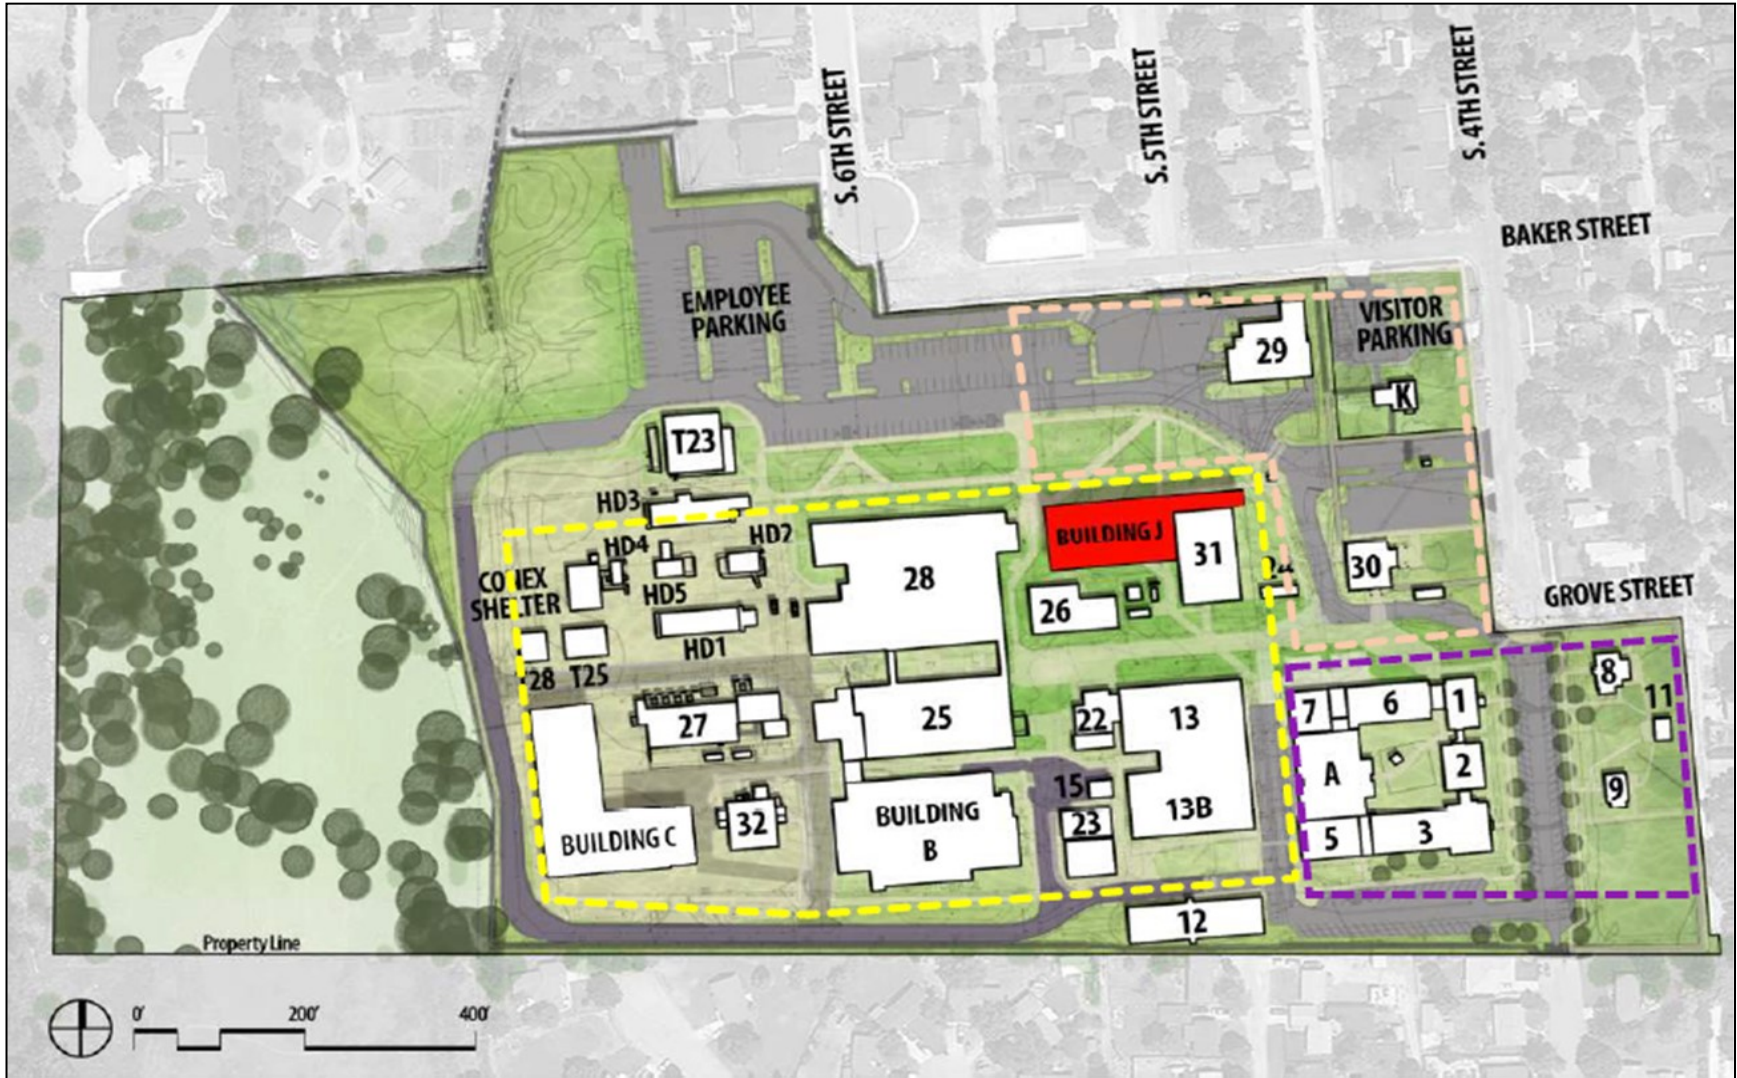 S. 6TH STREET
S. 5TH STREET
S. 4TH STREET
BAKER STREET
EMPLOYEE
PARKING
VISITOR
PARKING
29
K
T23
HD3
HD4
HD2
BUILDING J
31
30
28
CONEX
SHELTER
HD5
26
GROVE STREET
HD1
28
T25
27
25
22
13
7
6
1
8
11
A
2
9
15
13B
BUILDING
B
23
32
BUILDING C
5
3
12
Property Line
0'
200'
400'